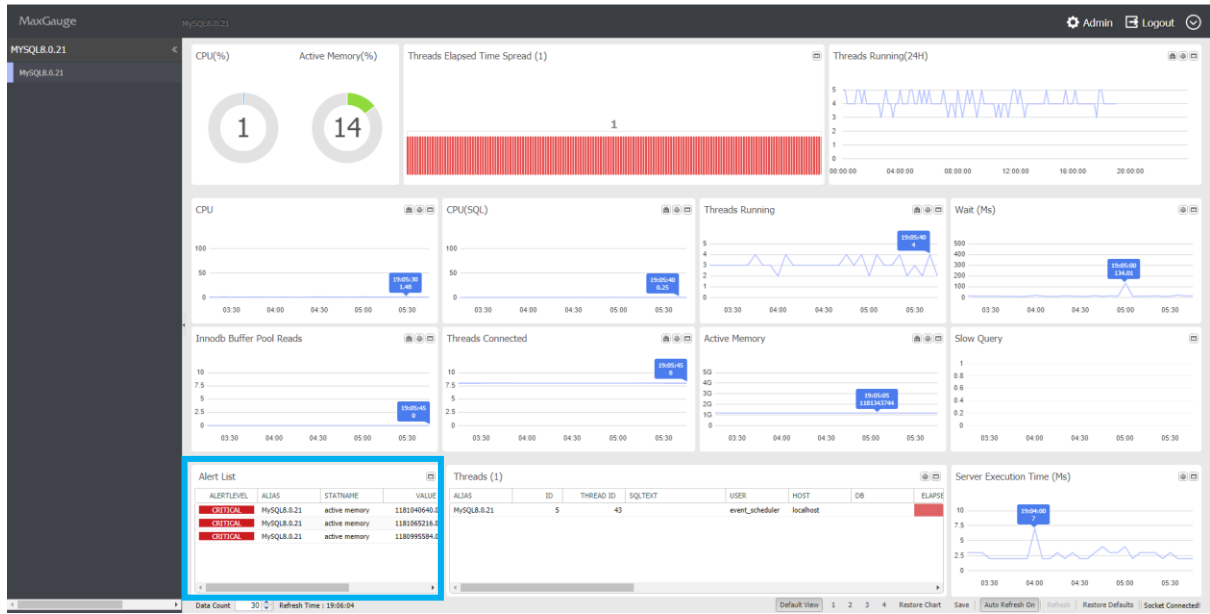 MaxGauge
MySQL8.0.21
Admin Logout
MYSQL8.0.21 «
MySQL8.0.21
CPU(%) Active Memory(%)
1 14
Threads Elapsed Time Spread (1)
1
Threads Running(24H)
5
4
3
2
1
0
00:00:00 04:00:00 08:00:00 12:00:00 16:00:00 20:00:00
CPU
100
50
0
19:05:30
1.48
03:30 04:00 04:30 05:00 05:30
CPU(SQL)
100
50
0
19:05:40
0.25
03:30 04:00 04:30 05:00 05:30
Threads Running
5
4
3
2
1
0
19:05:40
4
03:30 04:00 04:30 05:00 05:30
Wait (Ms)
500
400
300
200
100
0
19:05:00
134.01
03:30 04:00 04:30 05:00 05:30
Innodb Buffer Pool Reads
10
7.5
5
2.5
0
19:05:45
0
03:30 04:00 04:30 05:00 05:30
Threads Connected
10
7.5
5
2.5
0
19:05:45
8
03:30 04:00 04:30 05:00 05:30
Active Memory
5G
4G
3G
2G
1G
0
19:05:05
1181343744
03:30 04:00 04:30 05:00 05:30
Slow Query
1
0.8
0.6
0.4
0.2
0
03:30 04:00 04:30 05:00 05:30
Alert List
ALERTLEVEL ALIAS STATNAME VALUE
CRITICAL MySQL8.0.21 active memory 1181040640.0
CRITICAL MySQL8.0.21 active memory 1181065216.0
CRITICAL MySQL8.0.21 active memory 1180995584.0
Threads (1)
ALIAS ID THREAD ID SQLTEXT USER HOST DB ELAPSE
MySQL8.0.21 5 43 event_scheduler localhost
Server Execution Time (Ms)
10
7.5
5
2.5
0
19:04:00
7
03:30 04:00 04:30 05:00 05:30
Data Count 30 Refresh Time : 19:06:04
Default View 1 2 3 4 Restore Chart Save Auto Refresh On Refresh Restore Defaults Socket Connected!